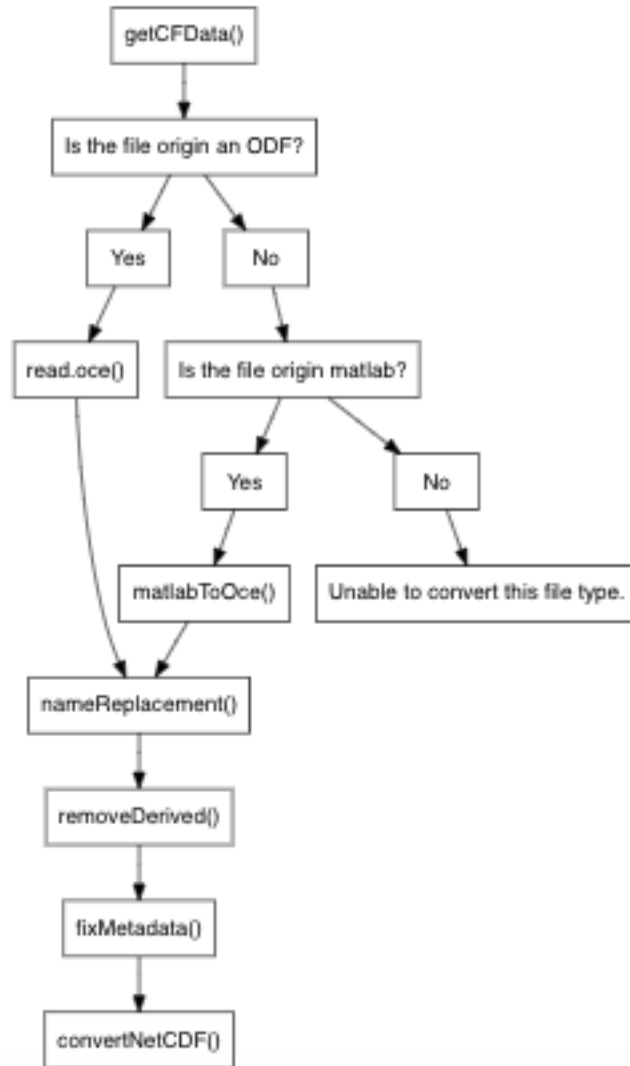 getCFData()
Is the file origin an ODF?
Yes
No
read.oce()
Is the file origin matlab?
Yes
No
matlabToOce()
Unable to convert this file type.
nameReplacement()
removeDerived()
fixMetadata()
convertNetCDF()